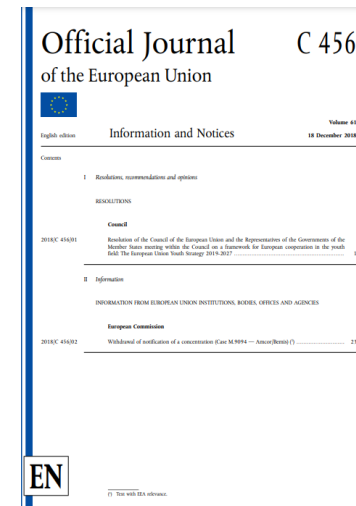 Official Journal C 456
of the European Union
Volume 61
English edition Information and Notices 18 December 2018
Contents
I Resolutions, recommendations and opinions
RESOLUTIONS
Council
2018/C 456/01 Resolution of the Council of the European Union and the Representatives of the Governments of the
Member States meeting within the Council on a framework for European cooperation in the youth
field: The European Union Youth Strategy 2019-2027 ........................................ 1
II Information
INFORMATION FROM EUROPEAN UNION INSTITUTIONS, BODIES, OFFICES AND AGENCIES
European Commission
2018/C 456/02 Withdrawal of notification of a concentration (Case M.9094 — Amcor/Bemis) (¹) .................. 23
EN
(¹) Text with EEA relevance.